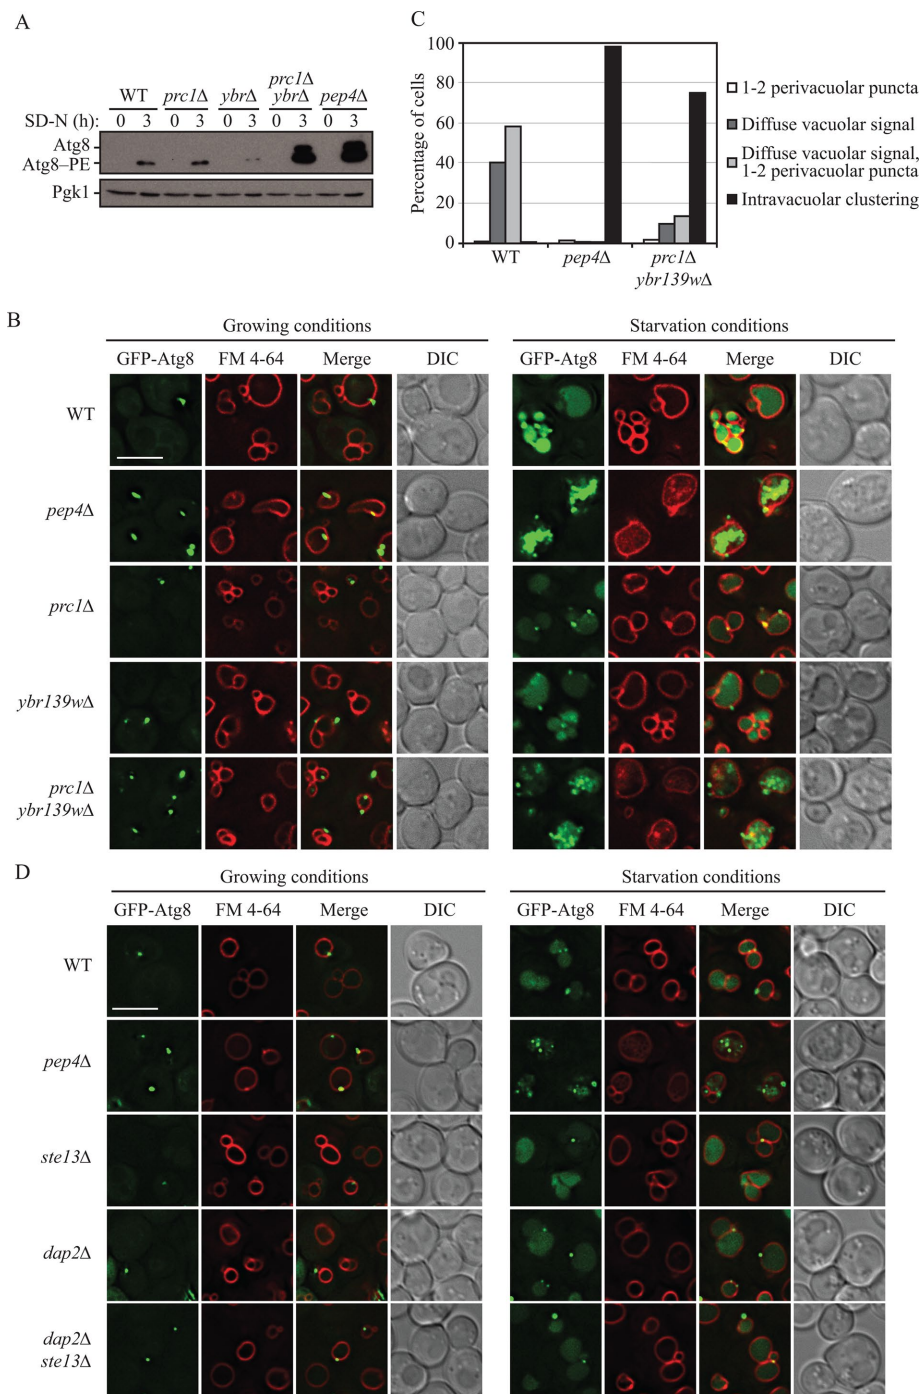 A
prc1Δ
WT prc1Δ ybrΔ ybrΔ pep4Δ
SD-N (h): 0 3 0 3 0 3 0 3 0 3
Atg8
Atg8–PE
Pgk1
C
Percentage of cells
100
80
60
40
20
0
WT pep4Δ prc1Δ
ybr139wΔ
1-2 perivacuolar puncta
Diffuse vacuolar signal
Diffuse vacuolar signal,
1-2 perivacuolar puncta
Intravacuolar clustering
B
Growing conditions Starvation conditions
GFP-Atg8 FM 4-64 Merge DIC GFP-Atg8 FM 4-64 Merge DIC
WT
pep4Δ
prc1Δ
ybr139wΔ
prc1Δ
ybr139wΔ
D
Growing conditions Starvation conditions
GFP-Atg8 FM 4-64 Merge DIC GFP-Atg8 FM 4-64 Merge DIC
WT
pep4Δ
ste13Δ
dap2Δ
dap2Δ
ste13Δ